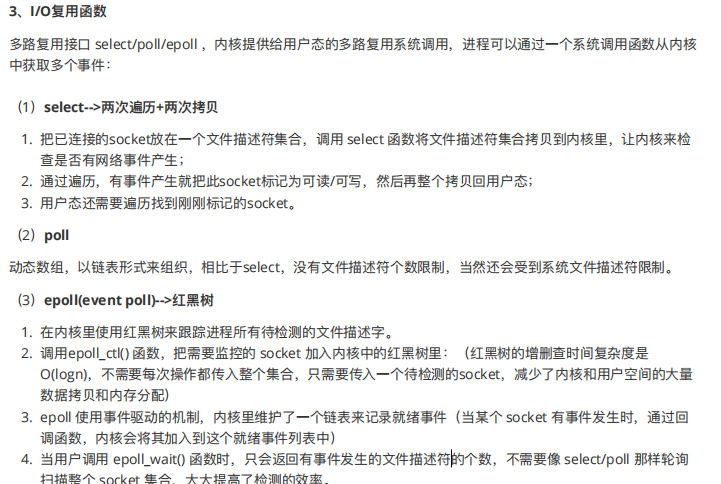 3、I/O复用函数
多路复用接口 select/poll/epoll ，内核提供给用户态的多路复用系统调用，进程可以通过一个系统调用函数从内核
中获取多个事件：
（1）select-->两次遍历+两次拷贝
1. 把已连接的socket放在一个文件描述符集合，调用 select 函数将文件描述符集合拷贝到内核里，让内核来检
查是否有网络事件产生；
2. 通过遍历，有事件产生就把此socket标记为可读/可写，然后再整个拷贝回用户态；
3. 用户态还需要遍历找到刚刚标记的socket。
（2）poll
动态数组，以链表形式来组织，相比于select，没有文件描述符个数限制，当然还会受到系统文件描述符限制。
（3）epoll(event poll)-->红黑树
1. 在内核里使用红黑树来跟踪进程所有待检测的文件描述字。
2. 调用epoll_ctl() 函数，把需要监控的 socket 加入内核中的红黑树里：（红黑树的增删查时间复杂度是
O(logn)，不需要每次操作都传入整个集合，只需要传入一个待检测的socket，减少了内核和用户空间的大量
数据拷贝和内存分配）
3. epoll 使用事件驱动的机制，内核里维护了一个链表来记录就绪事件（当某个 socket 有事件发生时，通过回
调函数，内核会将其加入到这个就绪事件列表中）
4. 当用户调用 epoll_wait() 函数时，只会返回有事件发生的文件描述符的个数，不需要像 select/poll 那样轮询
扫描整个 socket 集合，大大提高了检测的效率。